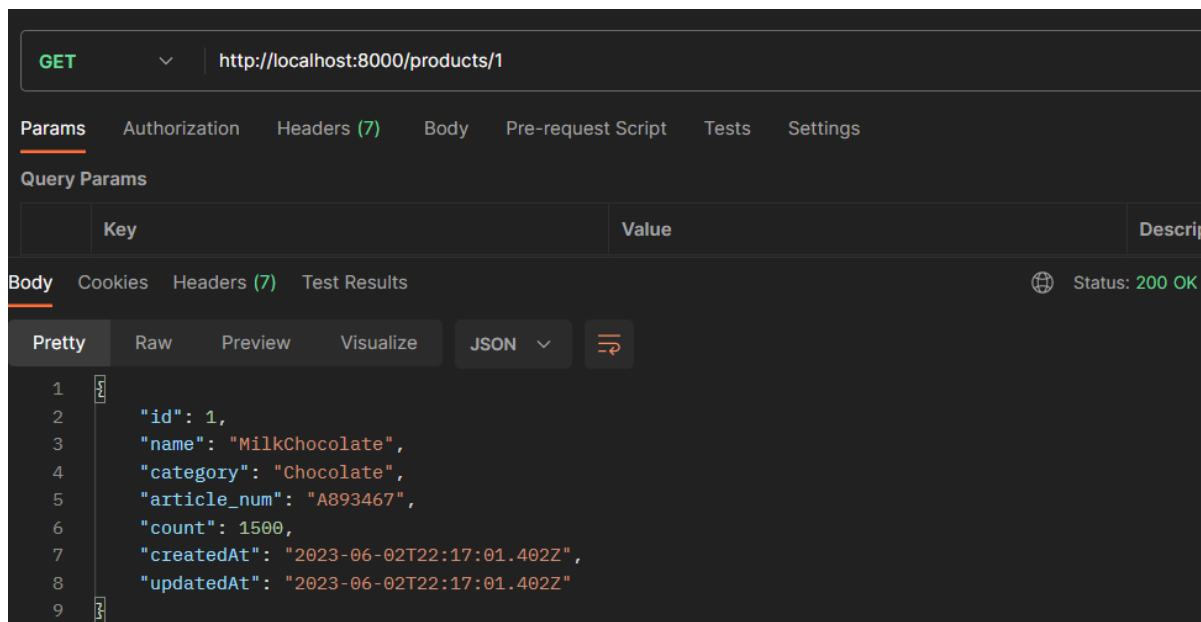 GET http://localhost:8000/products/1
Params Authorization Headers (7) Body Pre-request Script Tests Settings
Query Params
Key Value Descrip
Body Cookies Headers (7) Test Results Status: 200 OK
Pretty Raw Preview Visualize JSON
1 {
2 "id": 1,
3 "name": "MilkChocolate",
4 "category": "Chocolate",
5 "article_num": "A893467",
6 "count": 1500,
7 "createdAt": "2023-06-02T22:17:01.402Z",
8 "updatedAt": "2023-06-02T22:17:01.402Z"
9 }